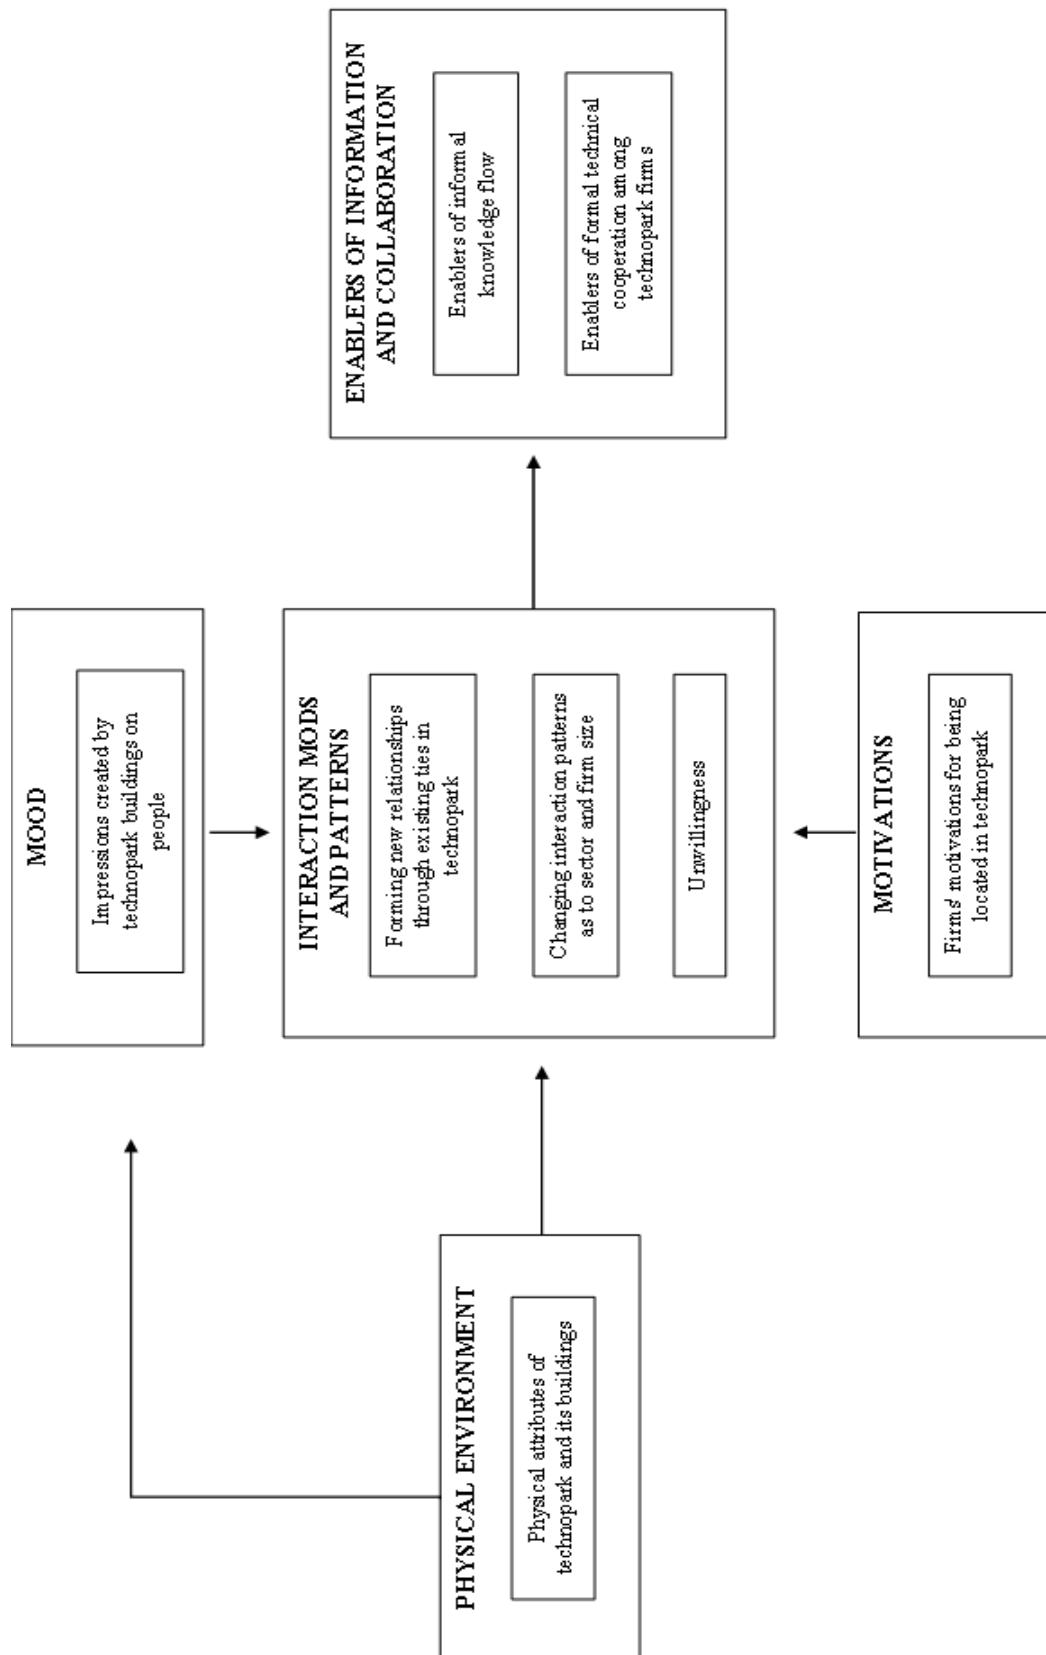 MOOD
Impressions created by
technopark buildings on
people
PHYSICAL ENVIRONMENT
Physical attributes of
technopark and its buildings
INTERACTION MODS
AND PATTERNS
Forming new relationships
through existing ties in
technopark
Changing interaction patterns
as to sector and firm size
Unwillingness
ENABLERS OF INFORMATION
AND COLLABORATION
Enablers of informal
knowledge flow
Enablers of formal technical
cooperation among
technopark firms
MOTIVATIONS
Firms' motivations for being
located in technopark